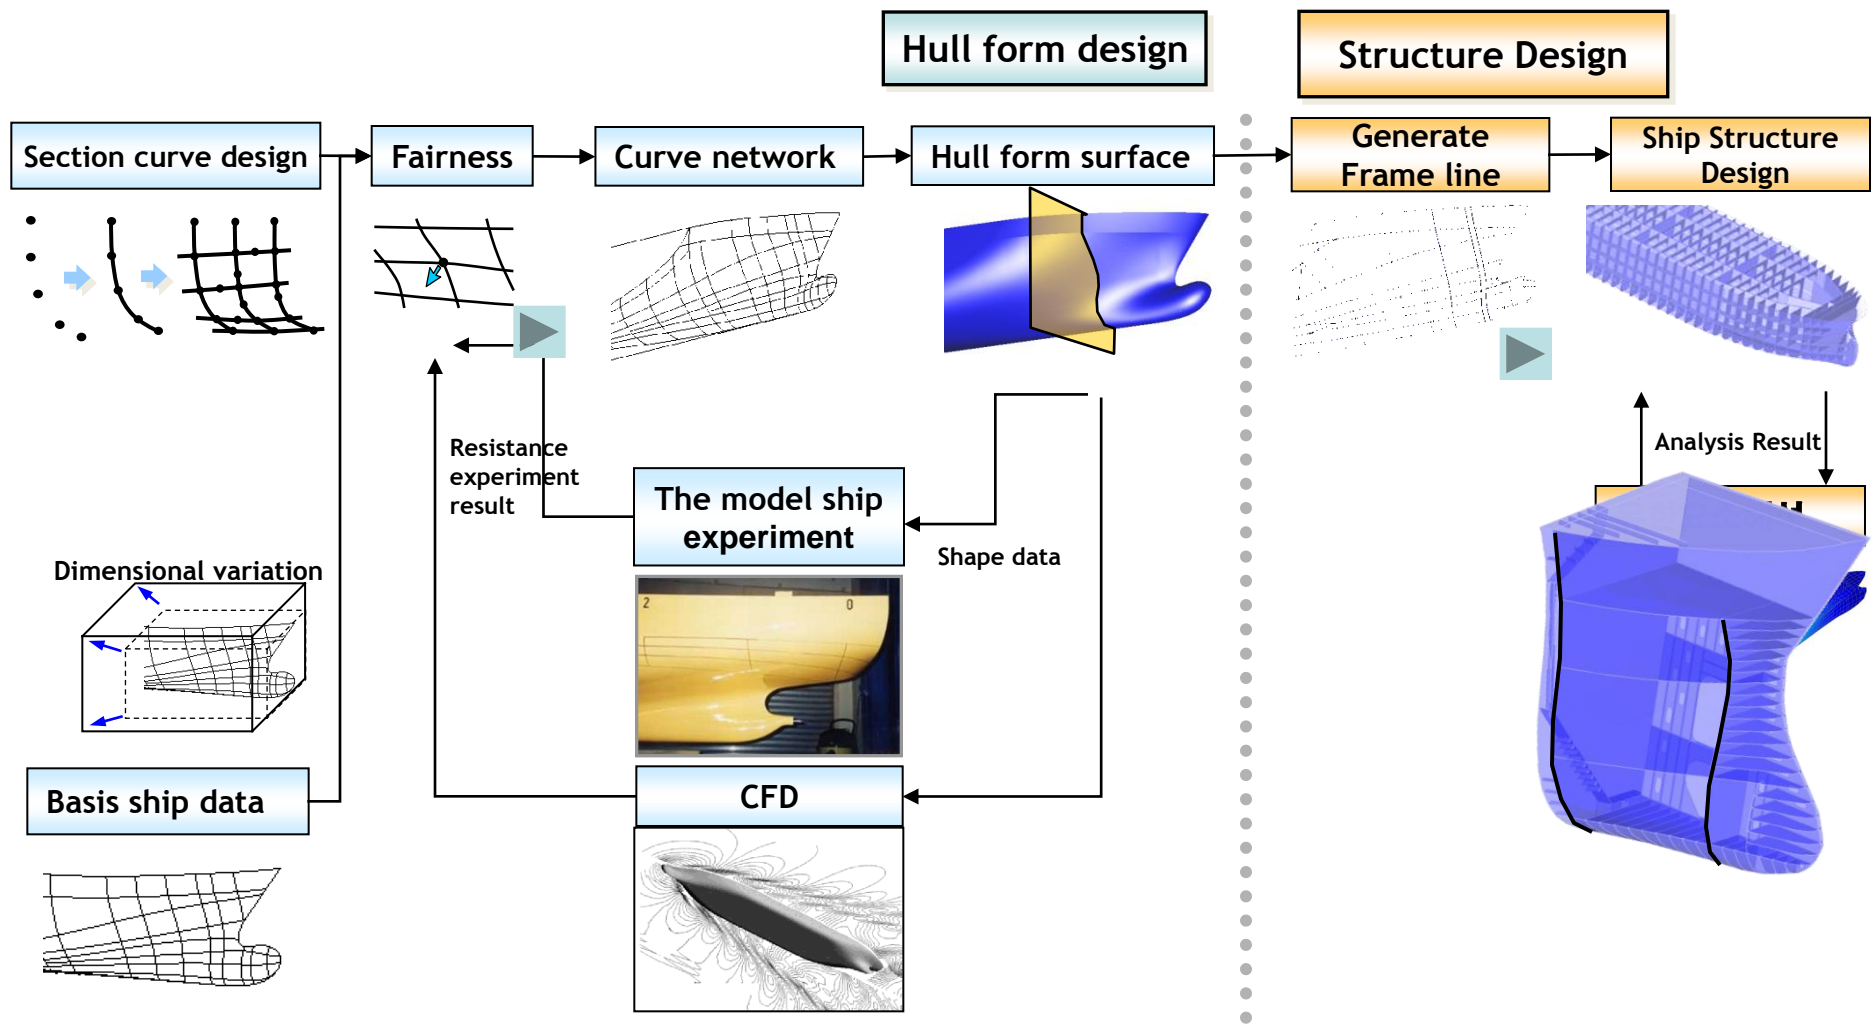 Hull form design
Structure Design
Section curve design
Fairness
Curve network
Hull form surface
Generate
Frame line
Ship Structure
Design
Analysis Result
Resistance
experiment
result
The model ship
experiment
Shape data
Dimensional variation
2
0
Basis ship data
CFD